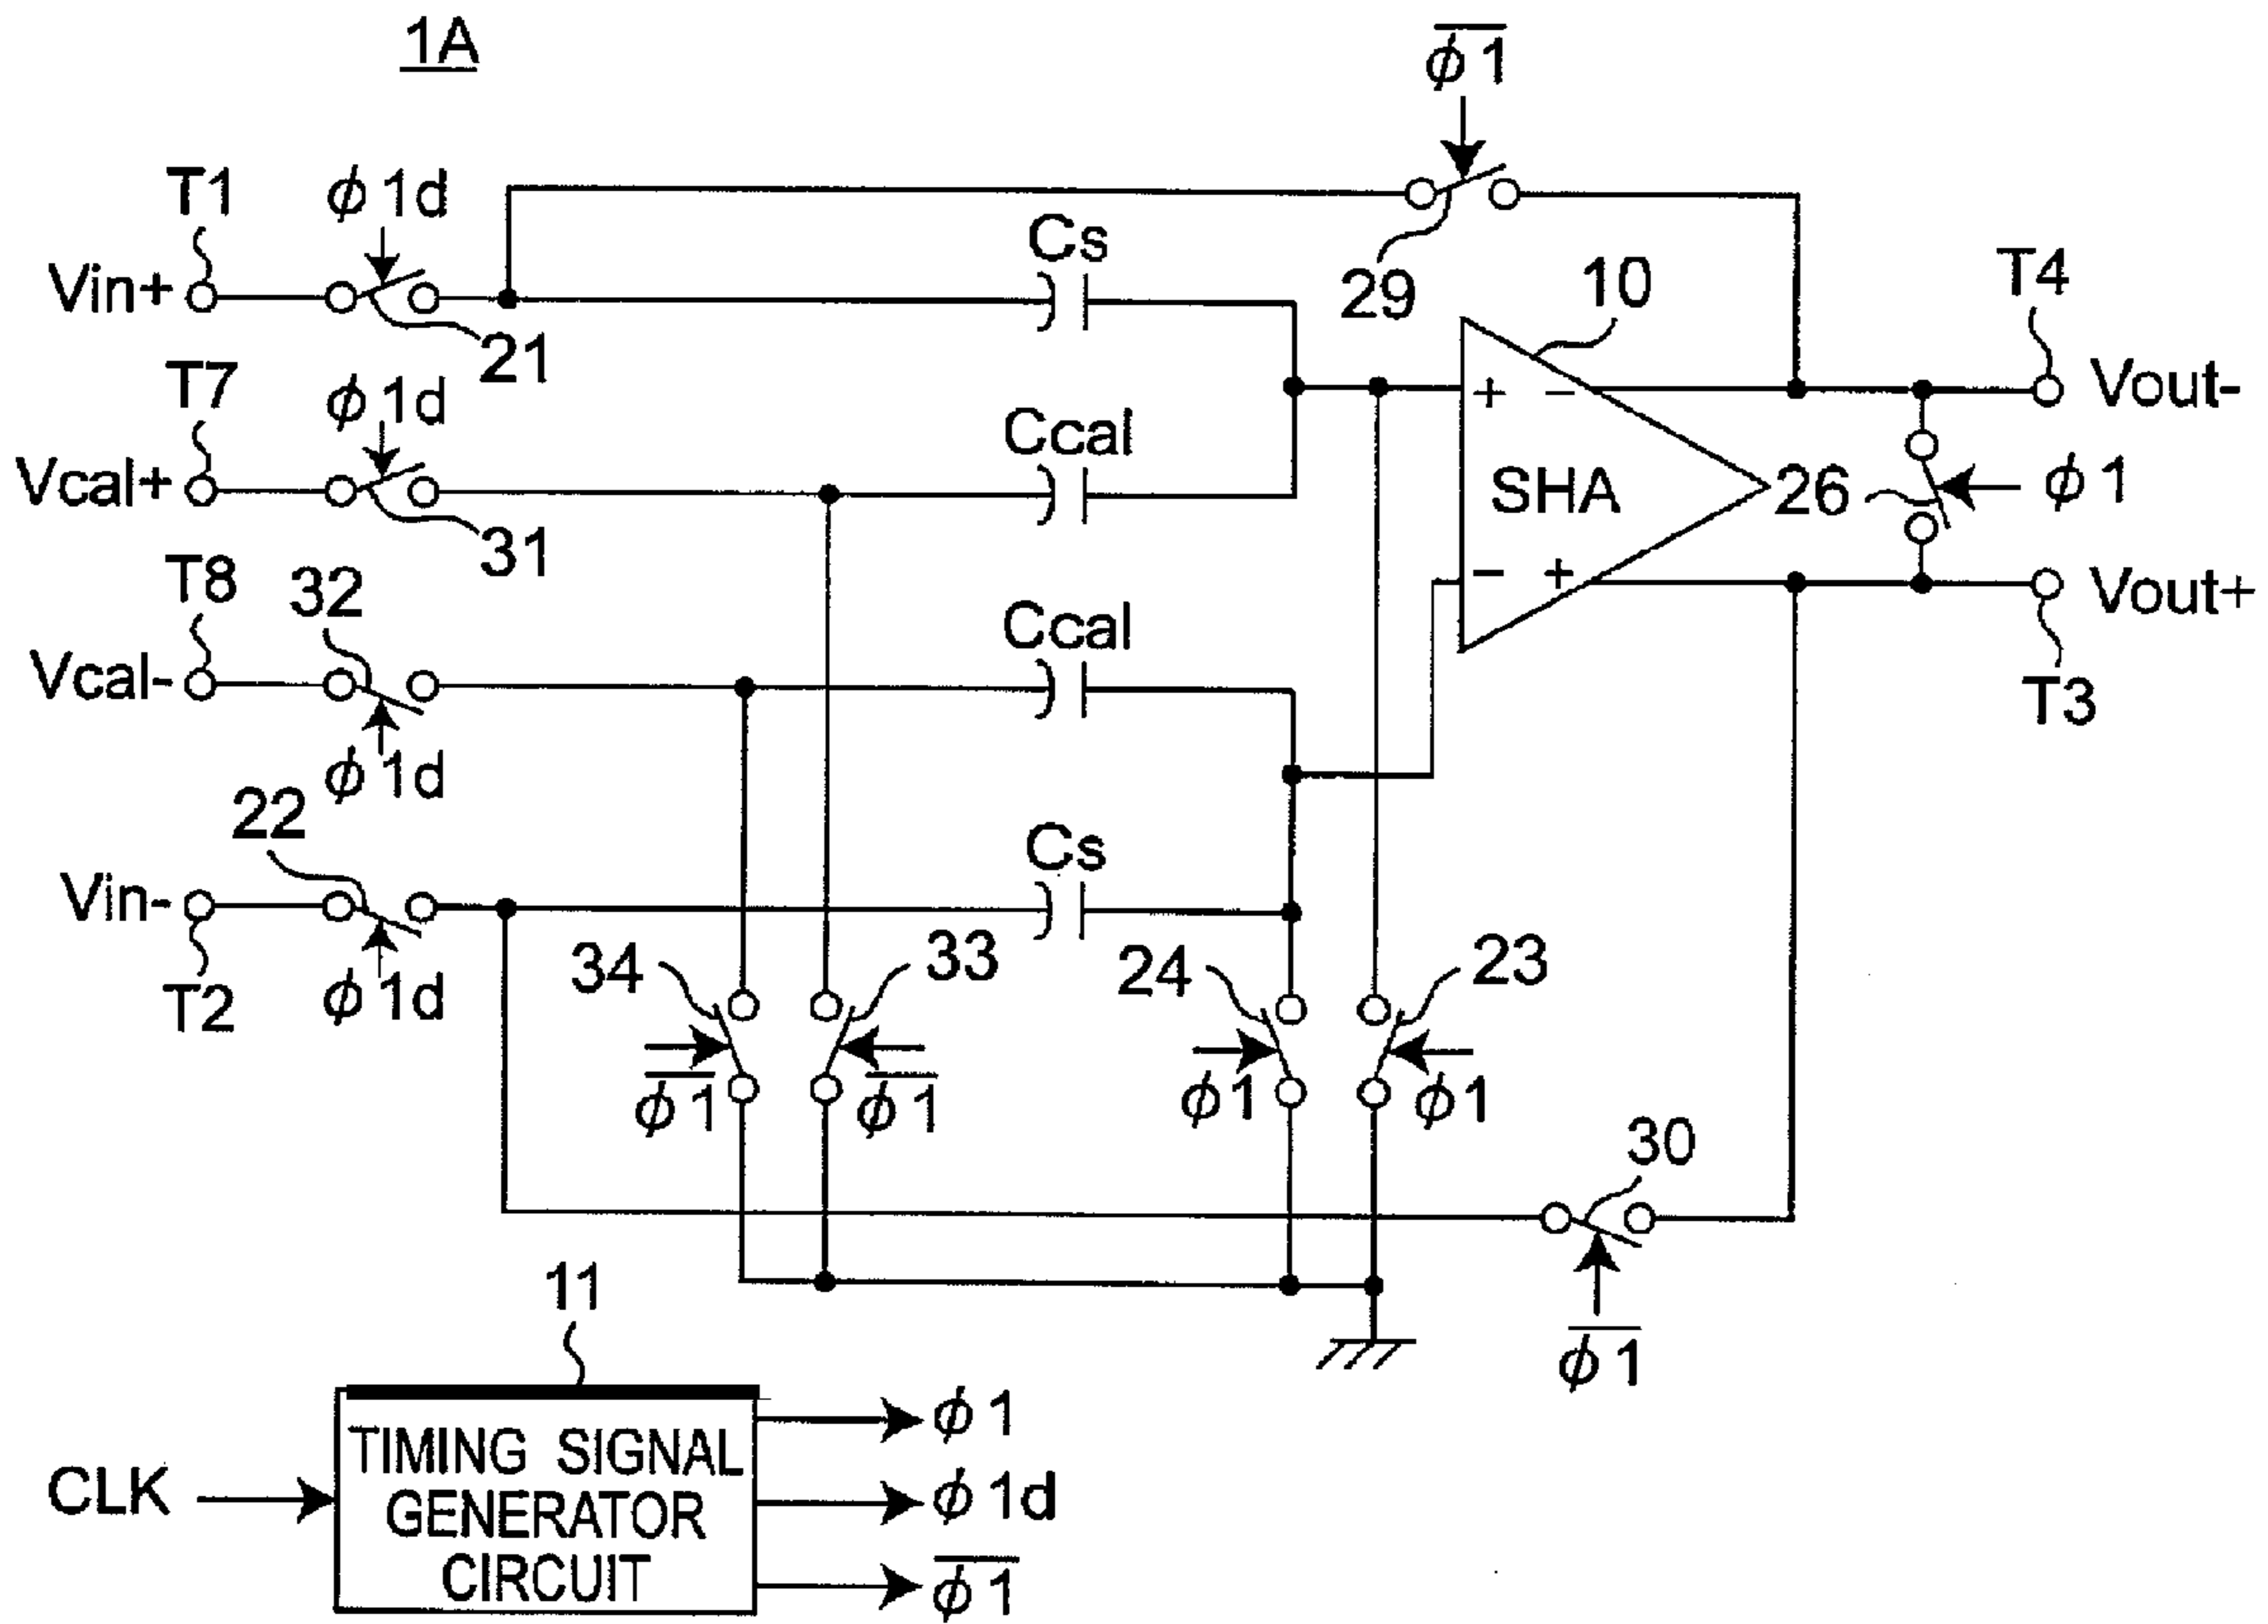 1A
φ1̅
T1
φ1d
Vin+
21
Cs
29
10
T4
T7
φ1d
Vcal+
31
Ccal
+ −
SHA
Vout-
26
φ1
T8
32
Vcal-
φ1d
Ccal
− +
Vout+
T3
22
Vin-
T2
φ1d
Cs
34
33
24
23
φ1̅
φ1̅
φ1
φ1
30
φ1̅
11
CLK
TIMING SIGNAL
GENERATOR
CIRCUIT
φ1
φ1d
φ1̅